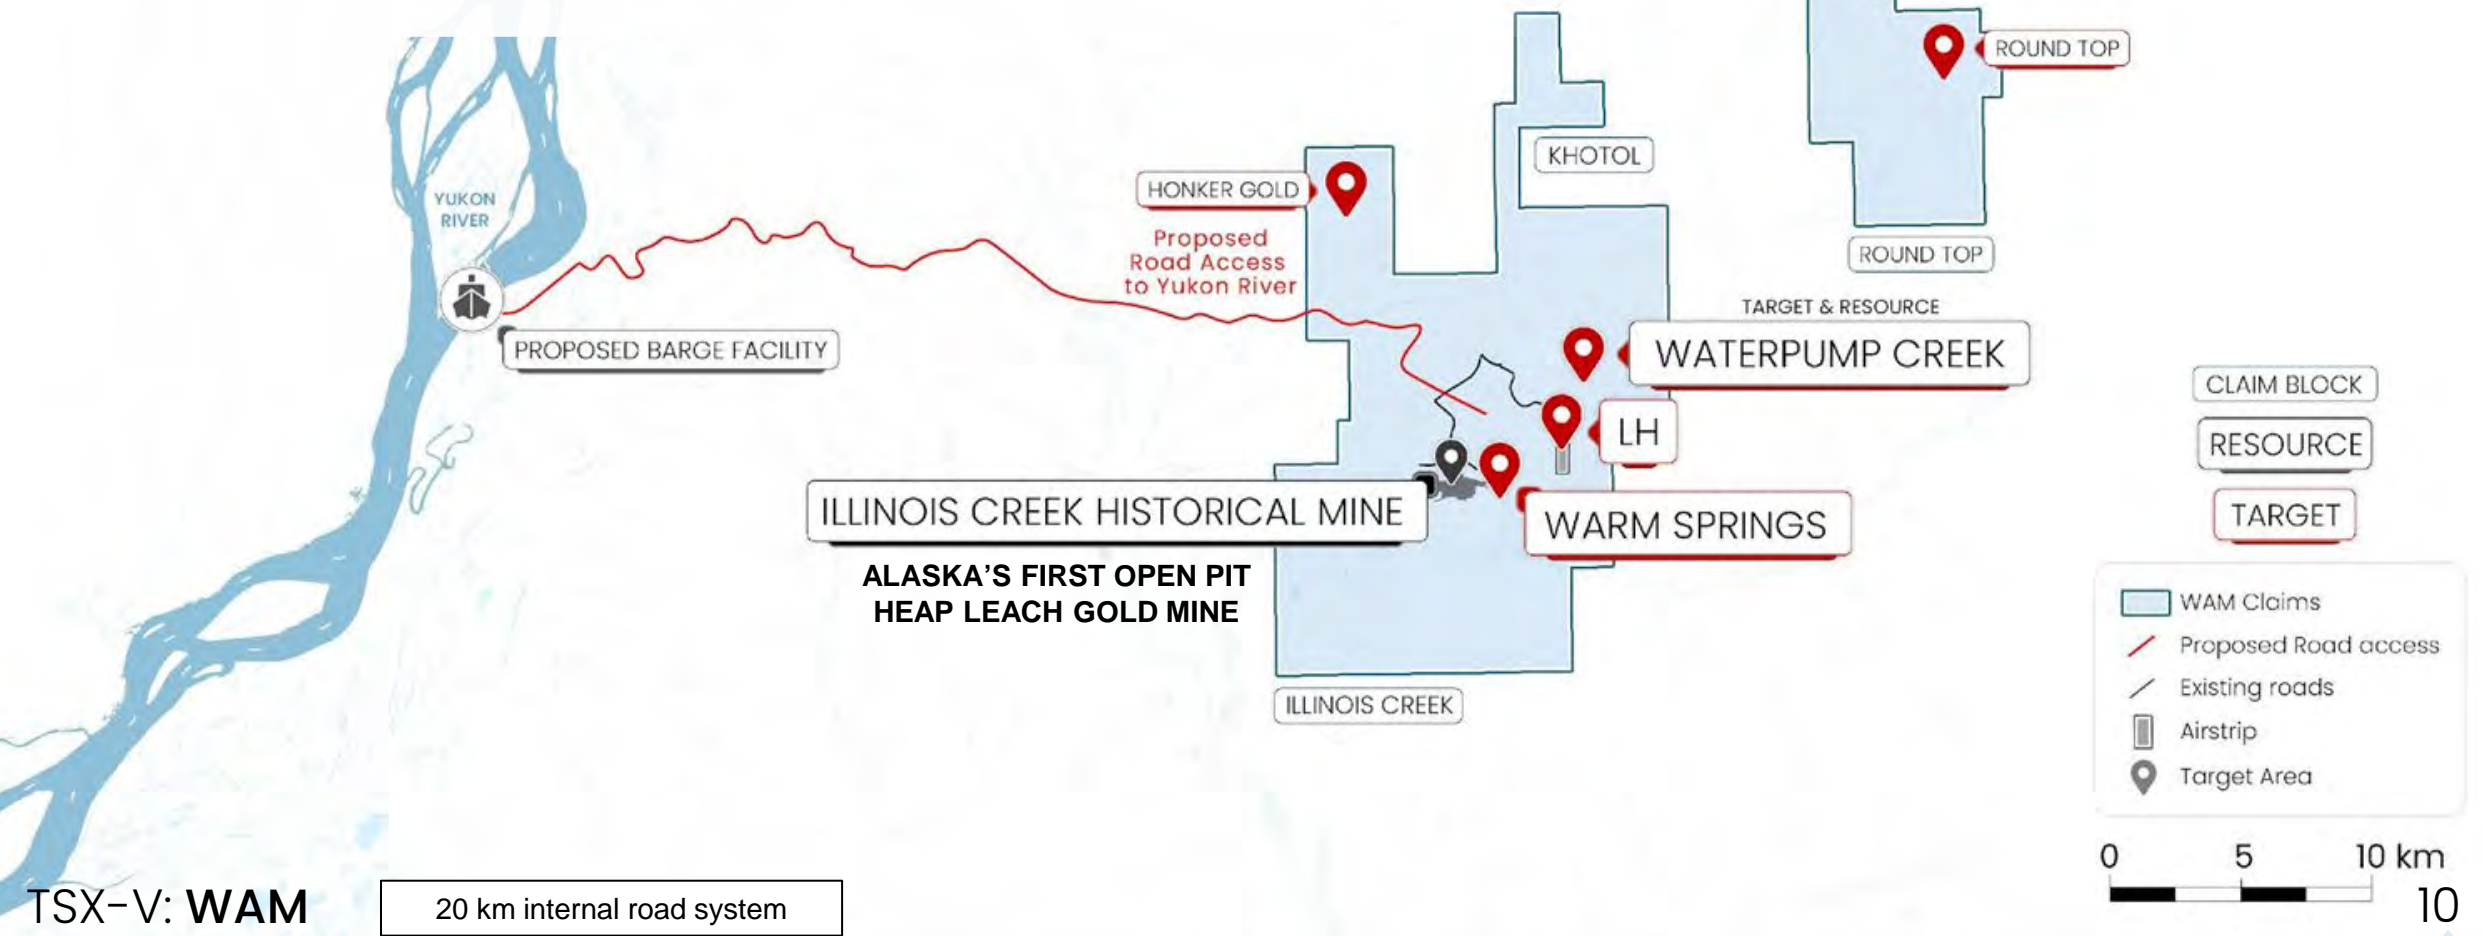 ROUND TOP
KHOTOL
YUKON
RIVER
HONKER GOLD
Proposed
Road Access
to Yukon River
ROUND TOP
TARGET & RESOURCE
WATERPUMP CREEK
PROPOSED BARGE FACILITY
LH
ILLINOIS CREEK HISTORICAL MINE
WARM SPRINGS
ALASKA’S FIRST OPEN PIT
HEAP LEACH GOLD MINE
ILLINOIS CREEK
CLAIM BLOCK
RESOURCE
TARGET
WAM Claims
Proposed Road access
Existing roads
Airstrip
Target Area
0 5 10 km
TSX-V: WAM
20 km internal road system
10